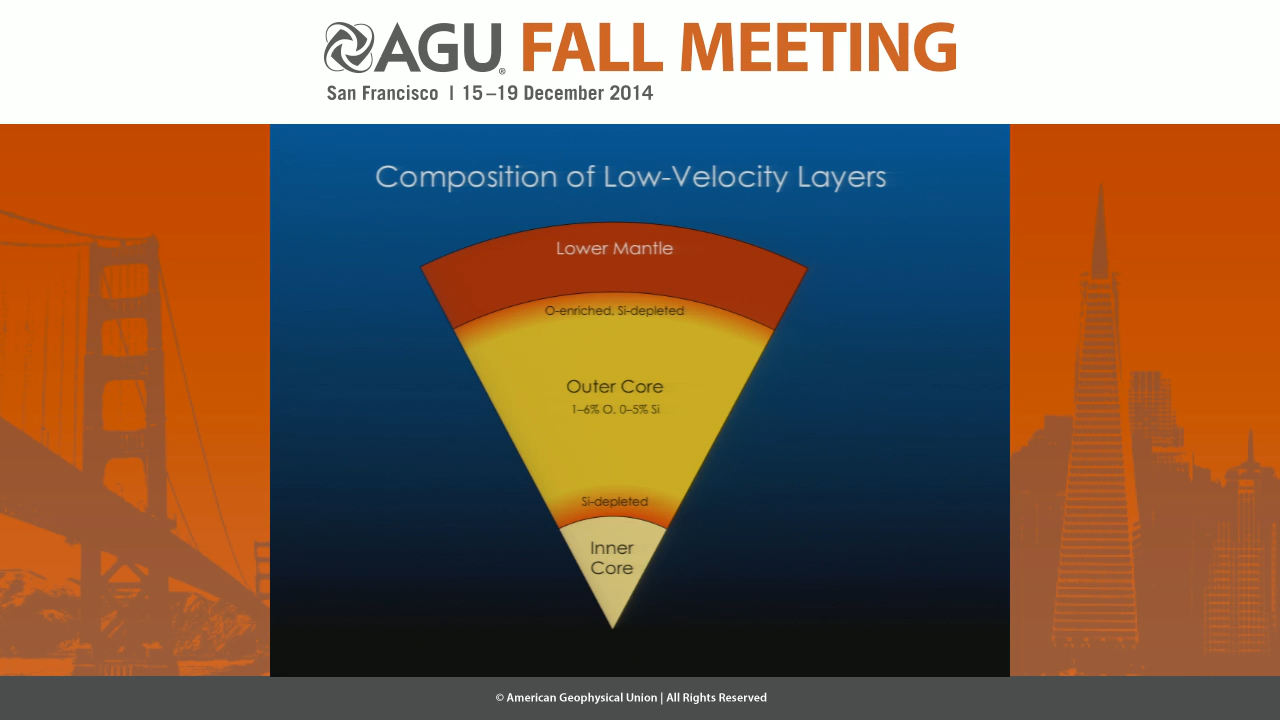 AGU® FALL MEETING
San Francisco | 15–19 December 2014
Composition of Low-Velocity Layers
Lower Mantle
O-enriched, Si-depleted
Outer Core
1–6% O, 0–5% Si
Si-depleted
Inner
Core
© American Geophysical Union | All Rights Reserved